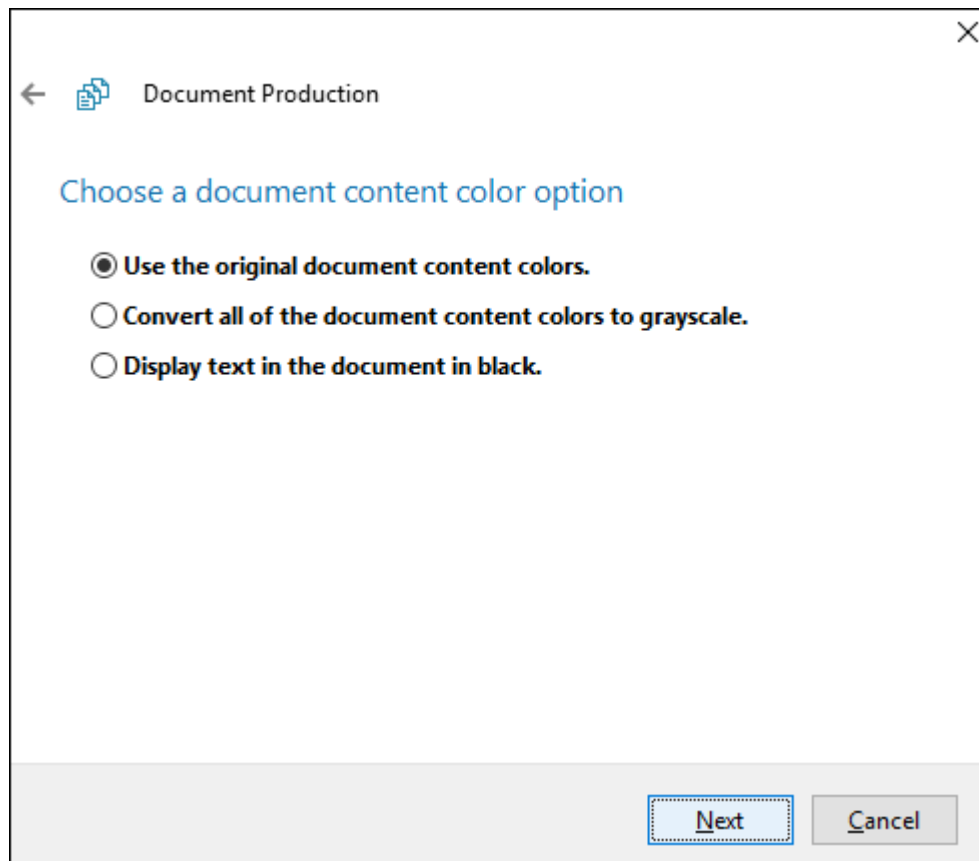 Document Production
Choose a document content color option
Use the original document content colors.
Convert all of the document content colors to grayscale.
Display text in the document in black.
Next
Cancel